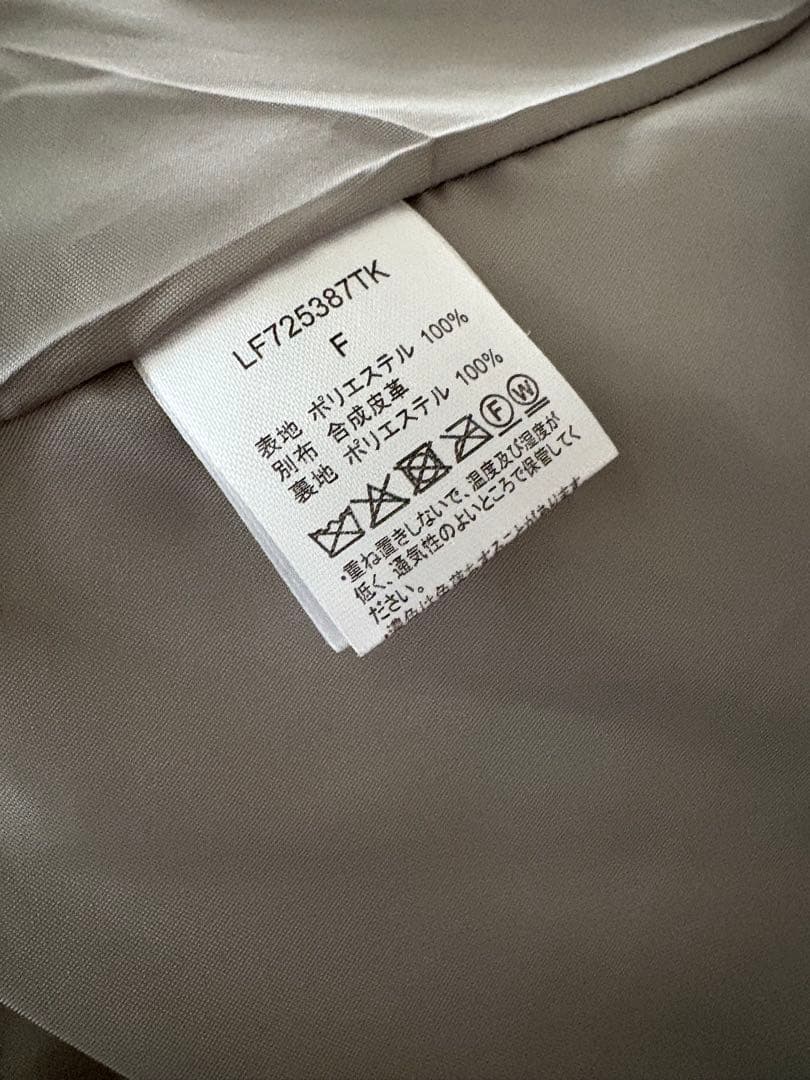 LF725387TK
F
表地 ポリエステル 100%
別布 合成皮革
裏地 ポリエステル 100%
F W
・重ね置きしないで、温度及び湿度が
低く、通気性のよいところで保管してく
ださい。